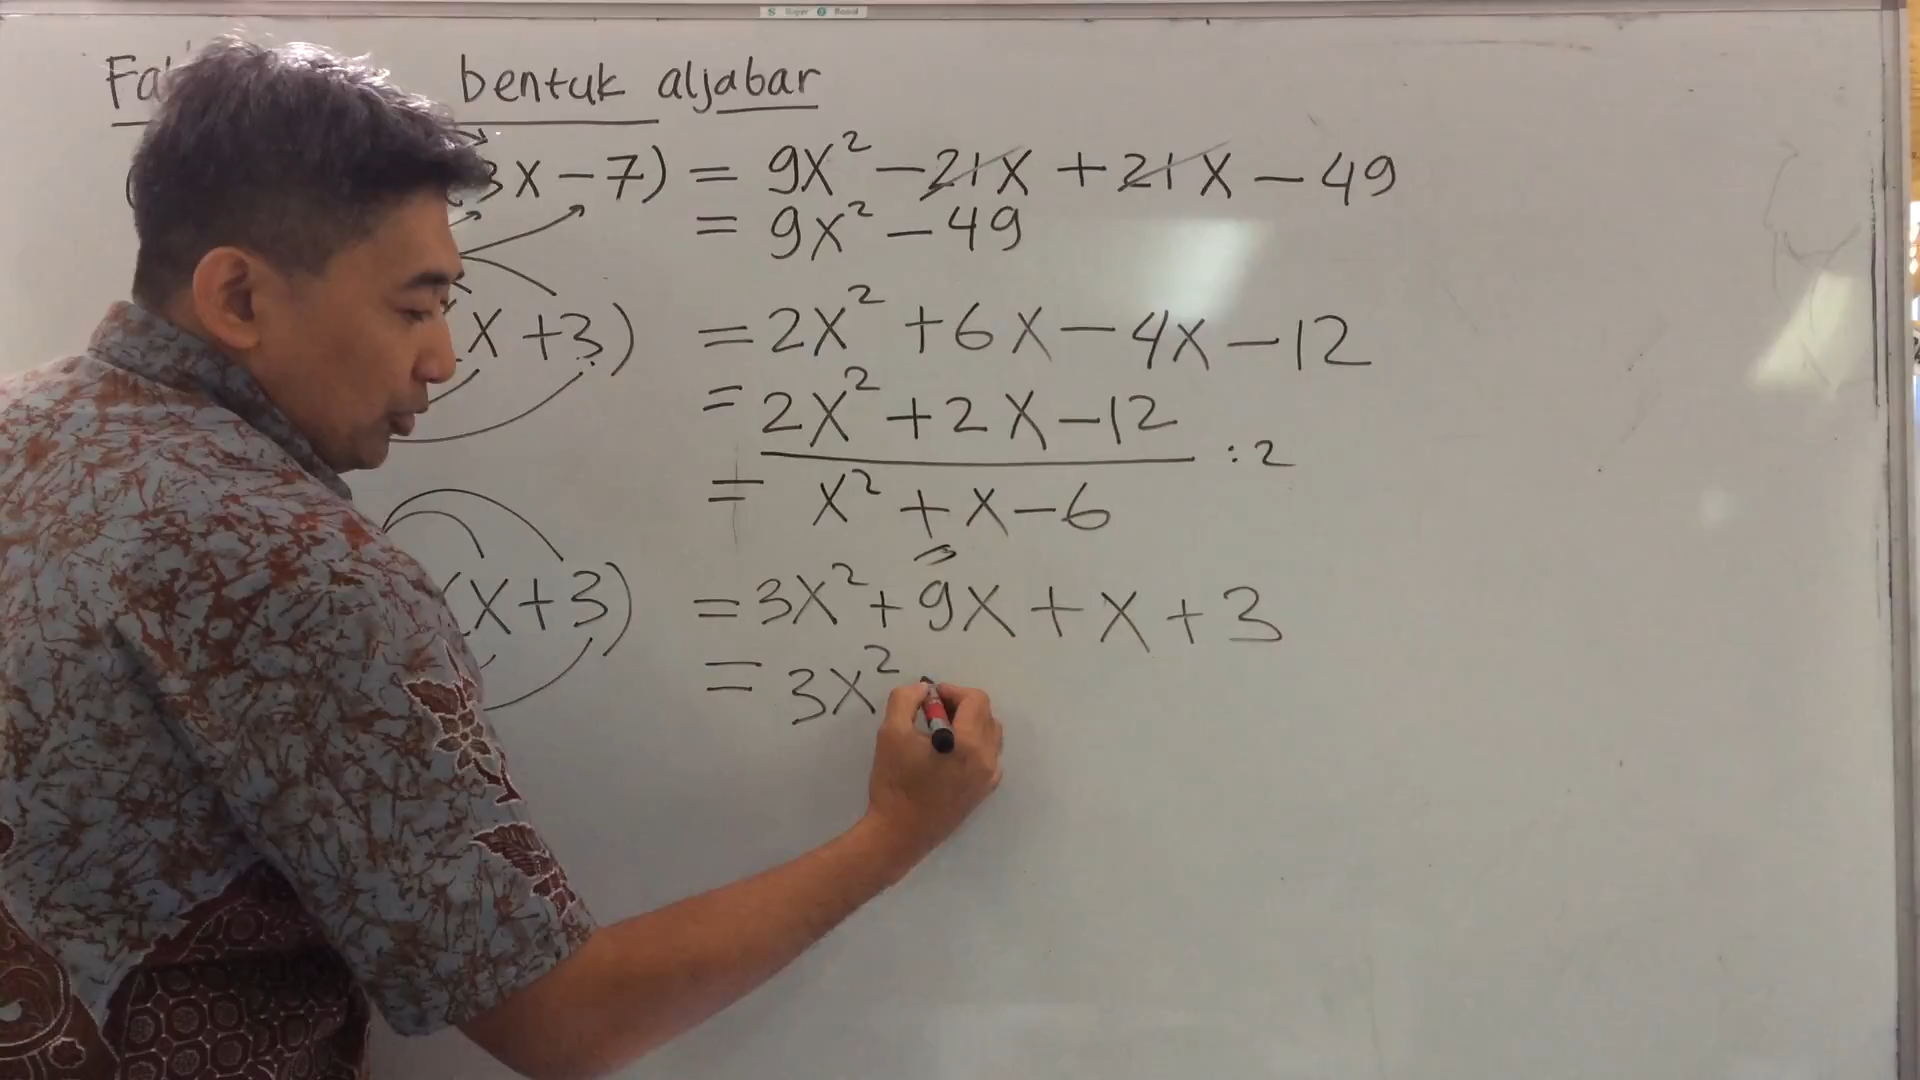 bentuk aljabar
3x - 7) = 9x² - 21x + 21x - 49
= 9x² - 49
(x + 3) = 2x² + 6x - 4x - 12
= 2x² + 2x - 12 : 2
= x² + x - 6
(x + 3) = 3x² + 9x + x + 3
= 3x²